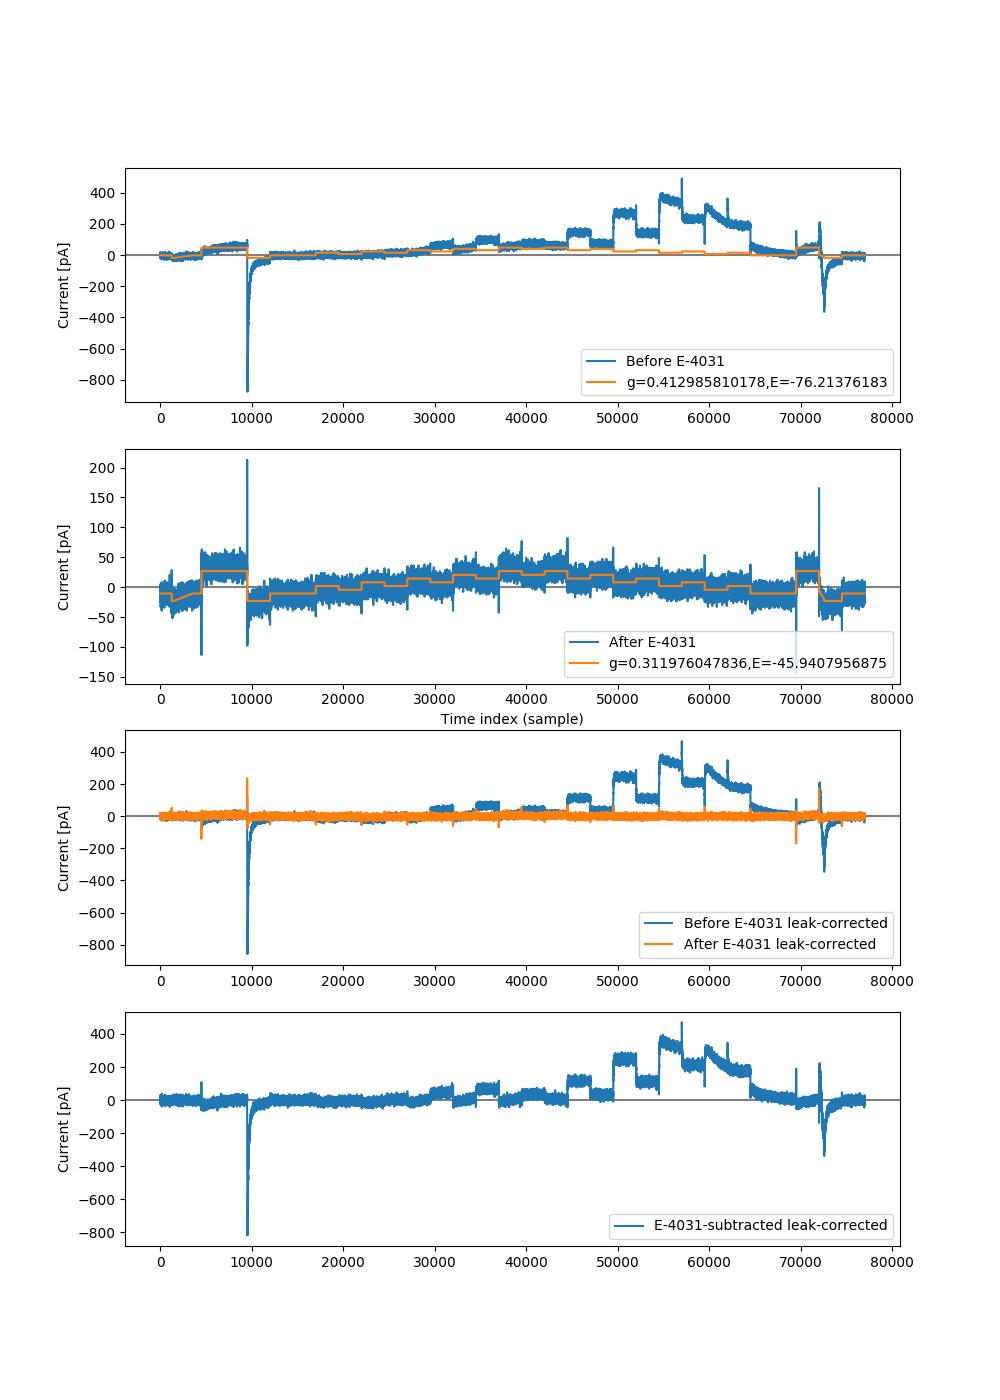 400
200
0
−200
−400
−600
−800
Current [pA]
Before E-4031
g=0.412985810178,E=-76.21376183
0 10000 20000 30000 40000 50000 60000 70000 80000
200
150
100
50
0
−50
−100
−150
Current [pA]
After E-4031
g=0.311976047836,E=-45.9407956875
0 10000 20000 30000 40000 50000 60000 70000 80000
Time index (sample)
400
200
0
−200
−400
−600
−800
Current [pA]
Before E-4031 leak-corrected
After E-4031 leak-corrected
0 10000 20000 30000 40000 50000 60000 70000 80000
400
200
0
−200
−400
−600
−800
Current [pA]
E-4031-subtracted leak-corrected
0 10000 20000 30000 40000 50000 60000 70000 80000